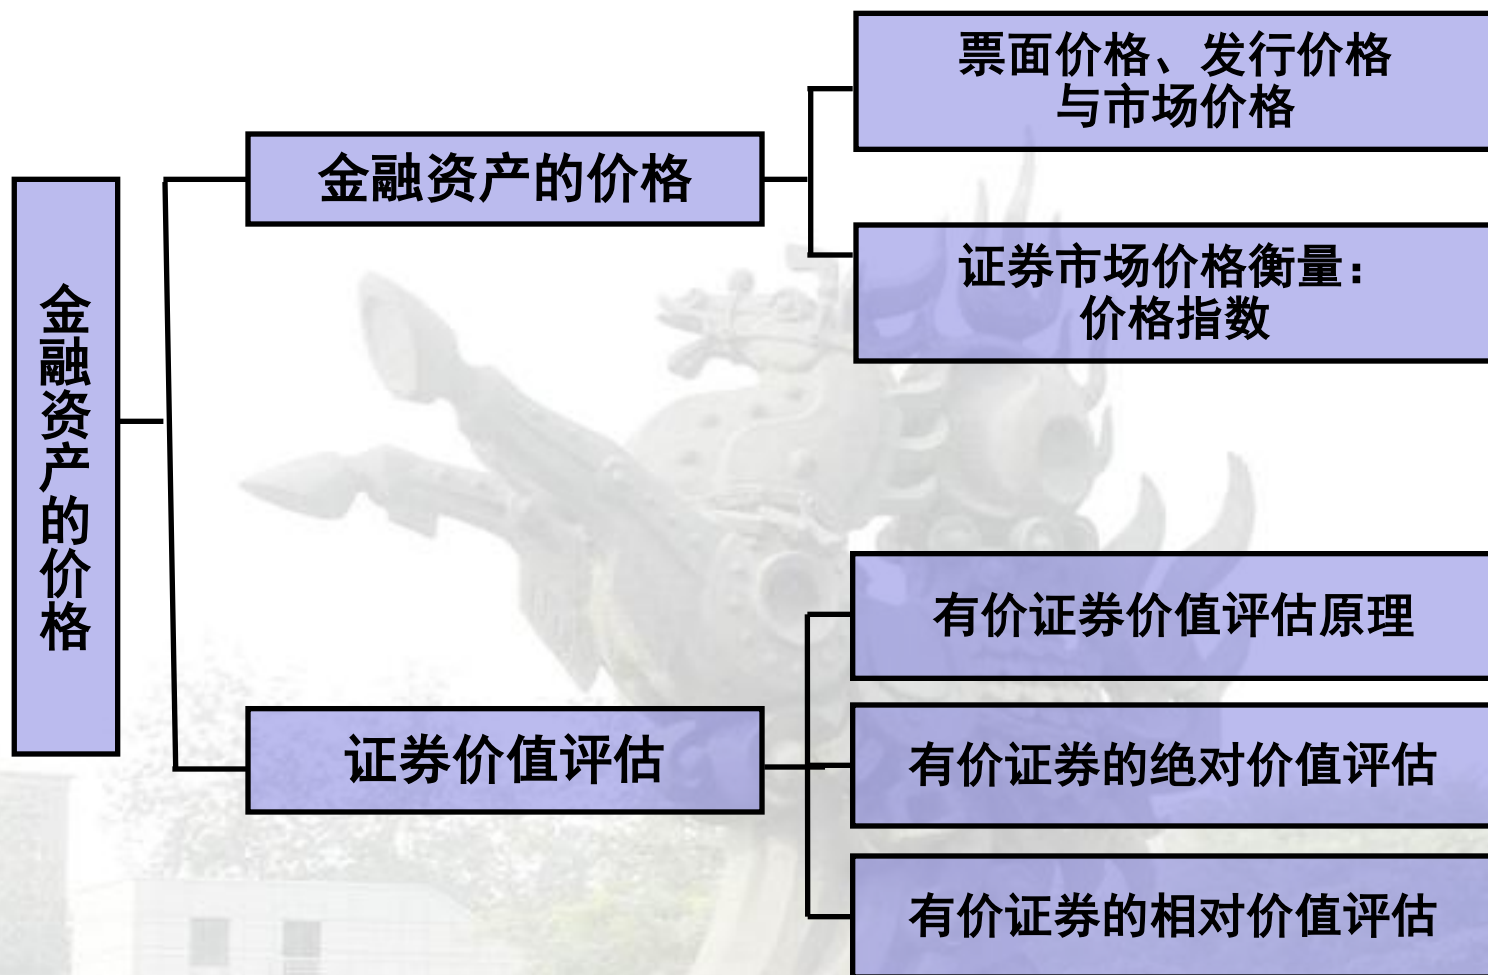 金融资产的价格
金融资产的价格
票面价格、发行价格
与市场价格
证券市场价格衡量：
价格指数
证券价值评估
有价证券价值评估原理
有价证券的绝对价值评估
有价证券的相对价值评估